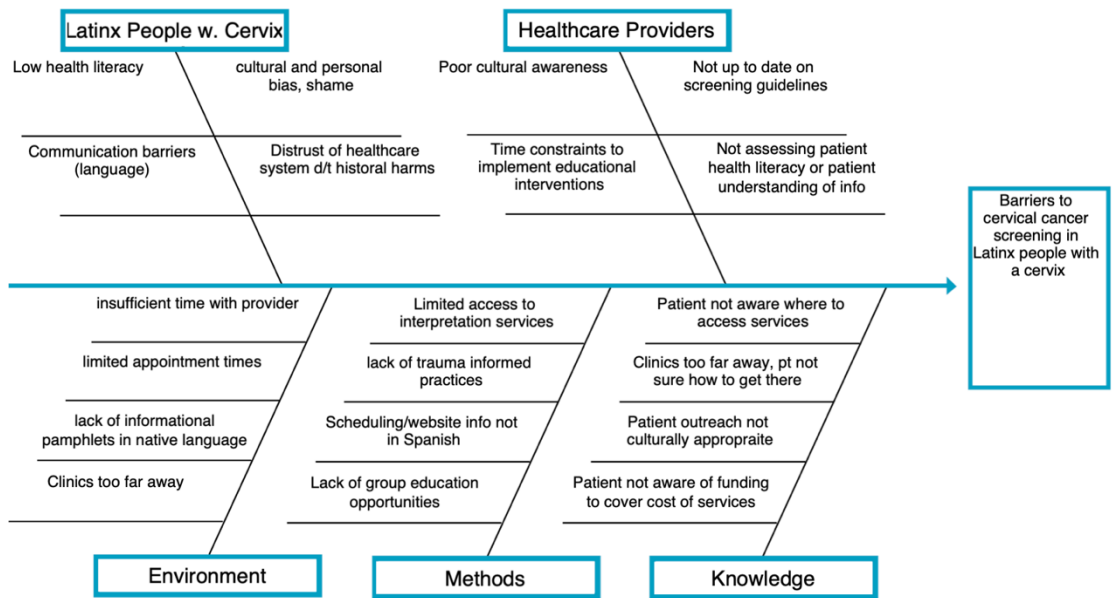 Latinx People w. Cervix
Healthcare Providers
Low health literacy
cultural and personal
bias, shame
Poor cultural awareness
Not up to date on
screening guidelines
Communication barriers
(language)
Distrust of healthcare
system d/t historal harms
Time constraints to
implement educational
interventions
Not assessing patient
health literacy or patient
understanding of info
Barriers to
cervical cancer
screening in
Latinx people with
a cervix
insufficient time with provider
limited appointment times
lack of informational
pamphlets in native language
Clinics too far away
Limited access to
interpretation services
lack of trauma informed
practices
Scheduling/website info not
in Spanish
Lack of group education
opportunities
Patient not aware where to
access services
Clinics too far away, pt not
sure how to get there
Patient outreach not
culturally appropraite
Patient not aware of funding
to cover cost of services
Environment
Methods
Knowledge